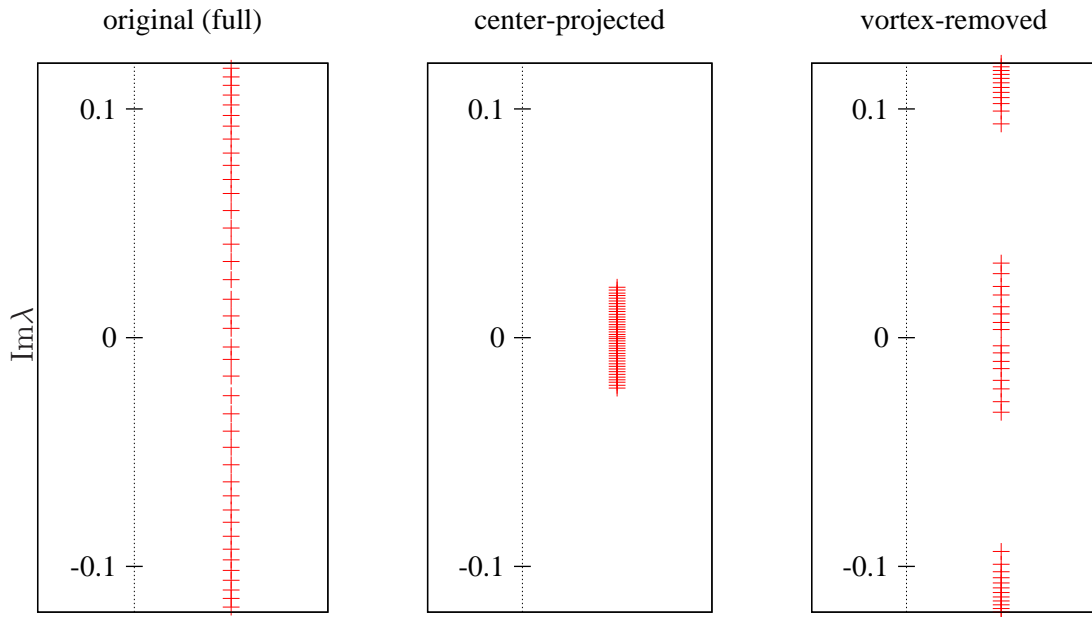 original (full)
center-projected
vortex-removed
0.1
0.1
0.1
Imλ
0
0
0
-0.1
-0.1
-0.1